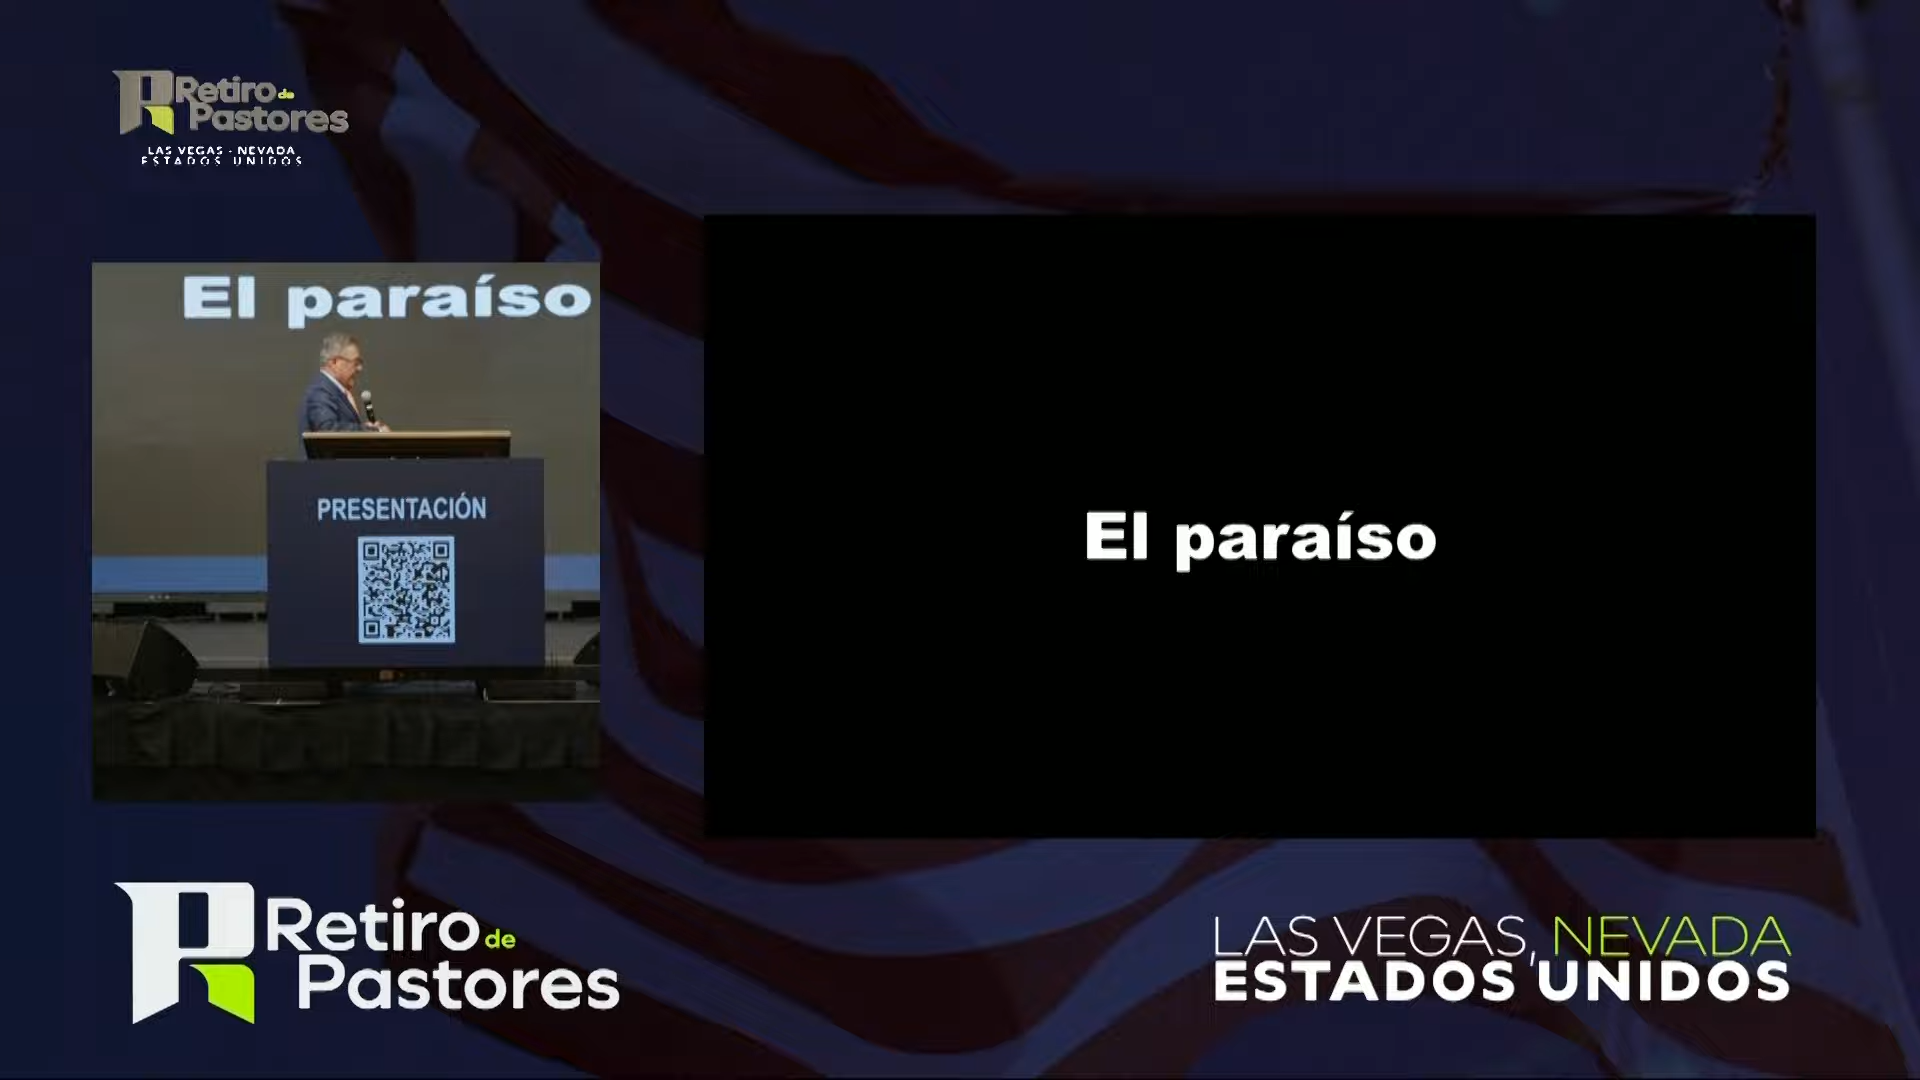 Retiro de
Pastores
LAS VEGAS - NEVADA
ESTADOS UNIDOS
El paraíso
PRESENTACIÓN
El paraíso
Retiro de
Pastores
LAS VEGAS, NEVADA
ESTADOS UNIDOS